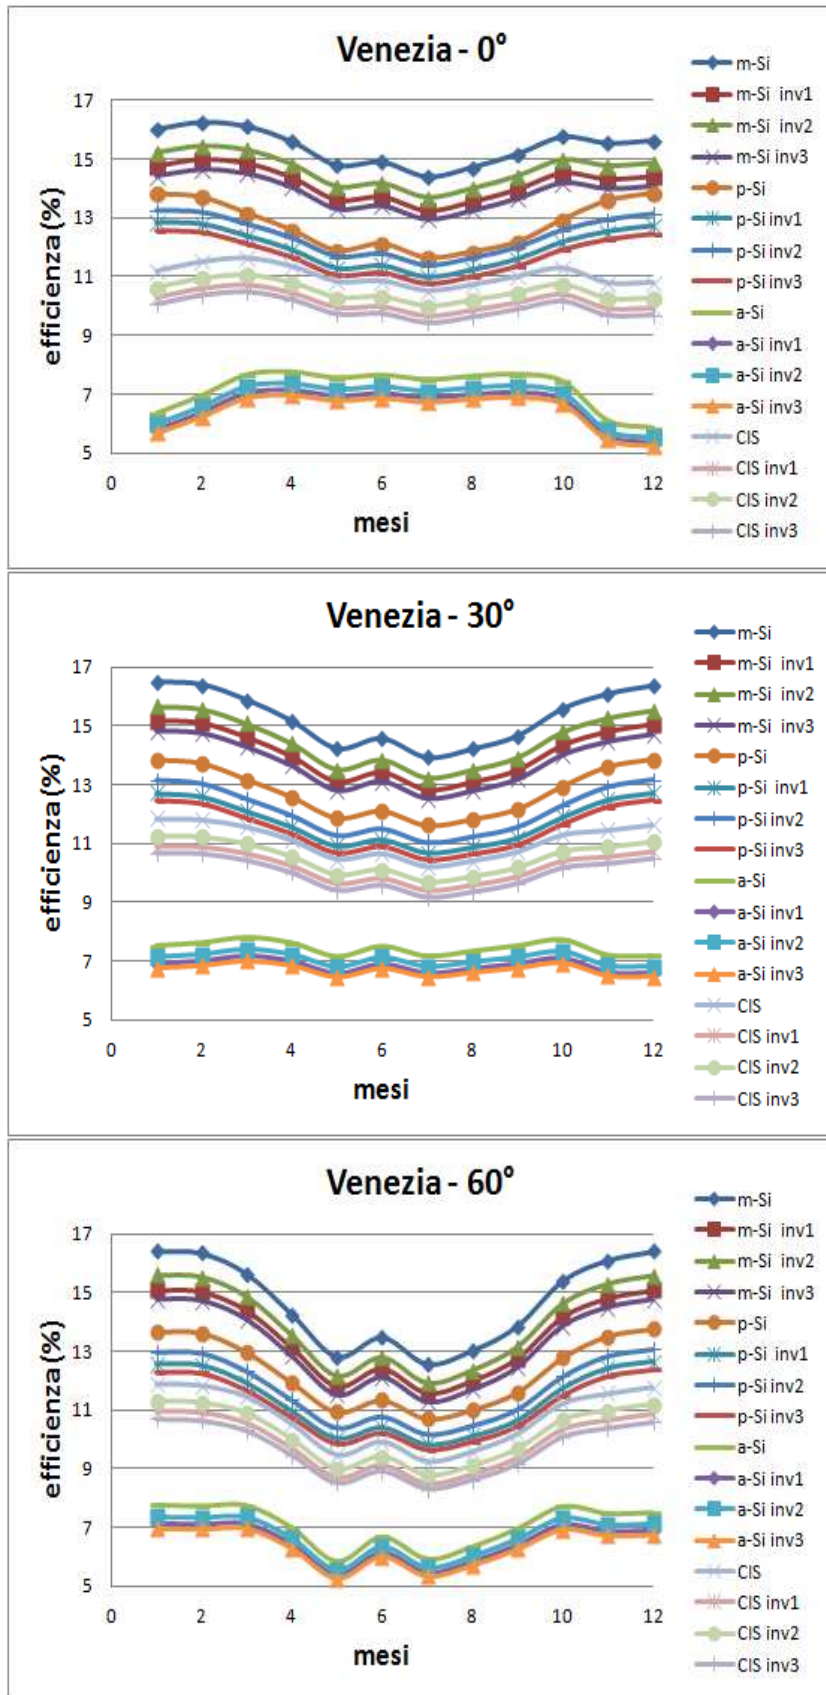 Venezia - 0°
m-Si
m-Si inv1
m-Si inv2
m-Si inv3
p-Si
p-Si inv1
p-Si inv2
p-Si inv3
a-Si
a-Si inv1
a-Si inv2
a-Si inv3
CIS
CIS inv1
CIS inv2
CIS inv3
efficienza (%)
17
15
13
11
9
7
5
0 2 4 6 8 10 12
mesi
Venezia - 30°
m-Si
m-Si inv1
m-Si inv2
m-Si inv3
p-Si
p-Si inv1
p-Si inv2
p-Si inv3
a-Si
a-Si inv1
a-Si inv2
a-Si inv3
CIS
CIS inv1
CIS inv2
CIS inv3
efficienza (%)
17
15
13
11
9
7
5
0 2 4 6 8 10 12
mesi
Venezia - 60°
m-Si
m-Si inv1
m-Si inv2
m-Si inv3
p-Si
p-Si inv1
p-Si inv2
p-Si inv3
a-Si
a-Si inv1
a-Si inv2
a-Si inv3
CIS
CIS inv1
CIS inv2
CIS inv3
efficienza (%)
17
15
13
11
9
7
5
0 2 4 6 8 10 12
mesi